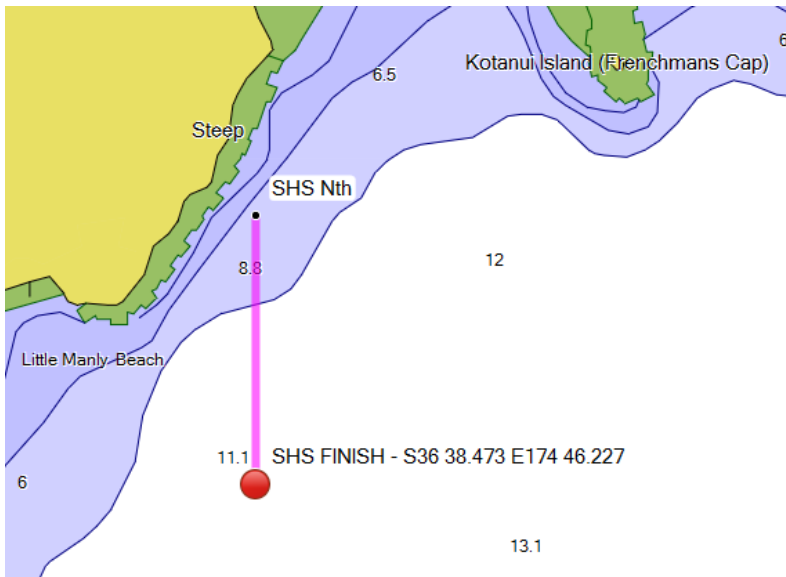 6
Kotanui Island (Frenchmans Cap)
6.5
Steep
SHS Nth
8.8
12
Little Manly Beach
11.1
SHS FINISH - S36 38.473 E174 46.227
6
13.1